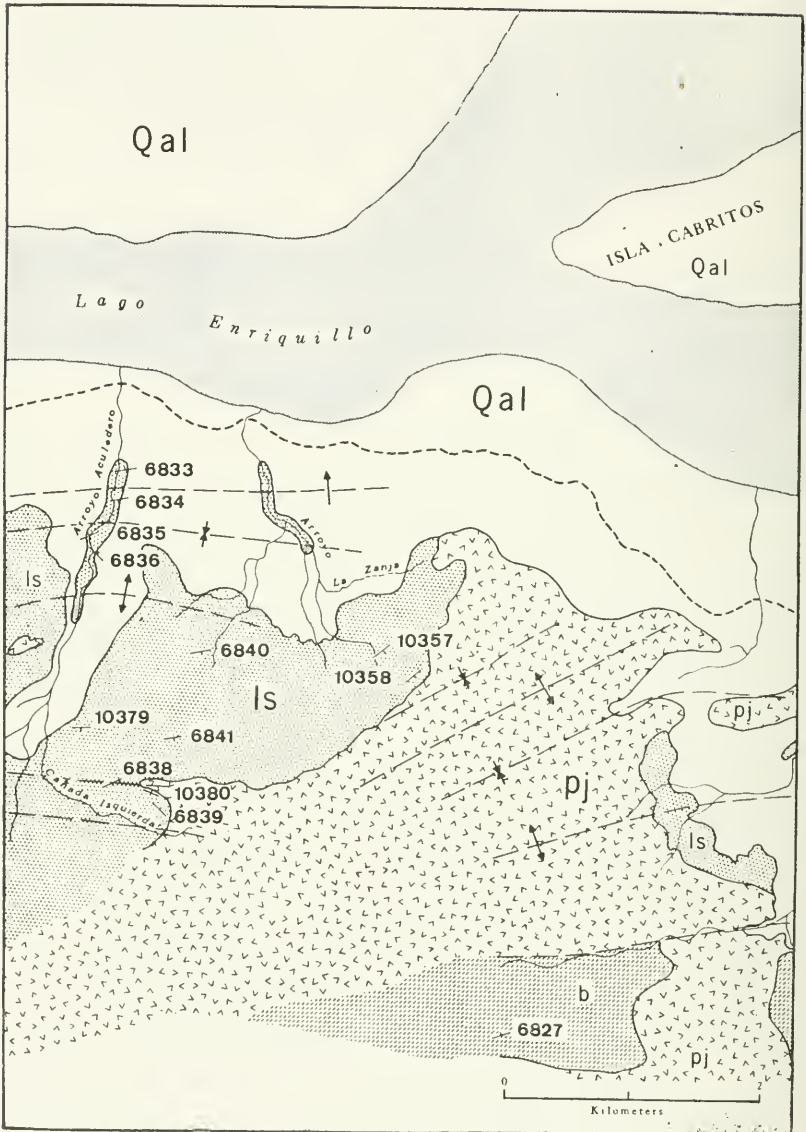 Qal
ISLA . CABRITOS
Qal
Lago Enriquillo
Qal
Arroyo Aculedero
6833
6834
6835
6836
Arroyo La Zanja
ls
6840
10357
10358
ls
10379
6841
pj
6838
10380
Cañada Isquierda
6839
pj
ls
b
6827
pj
0 2
Kilometers